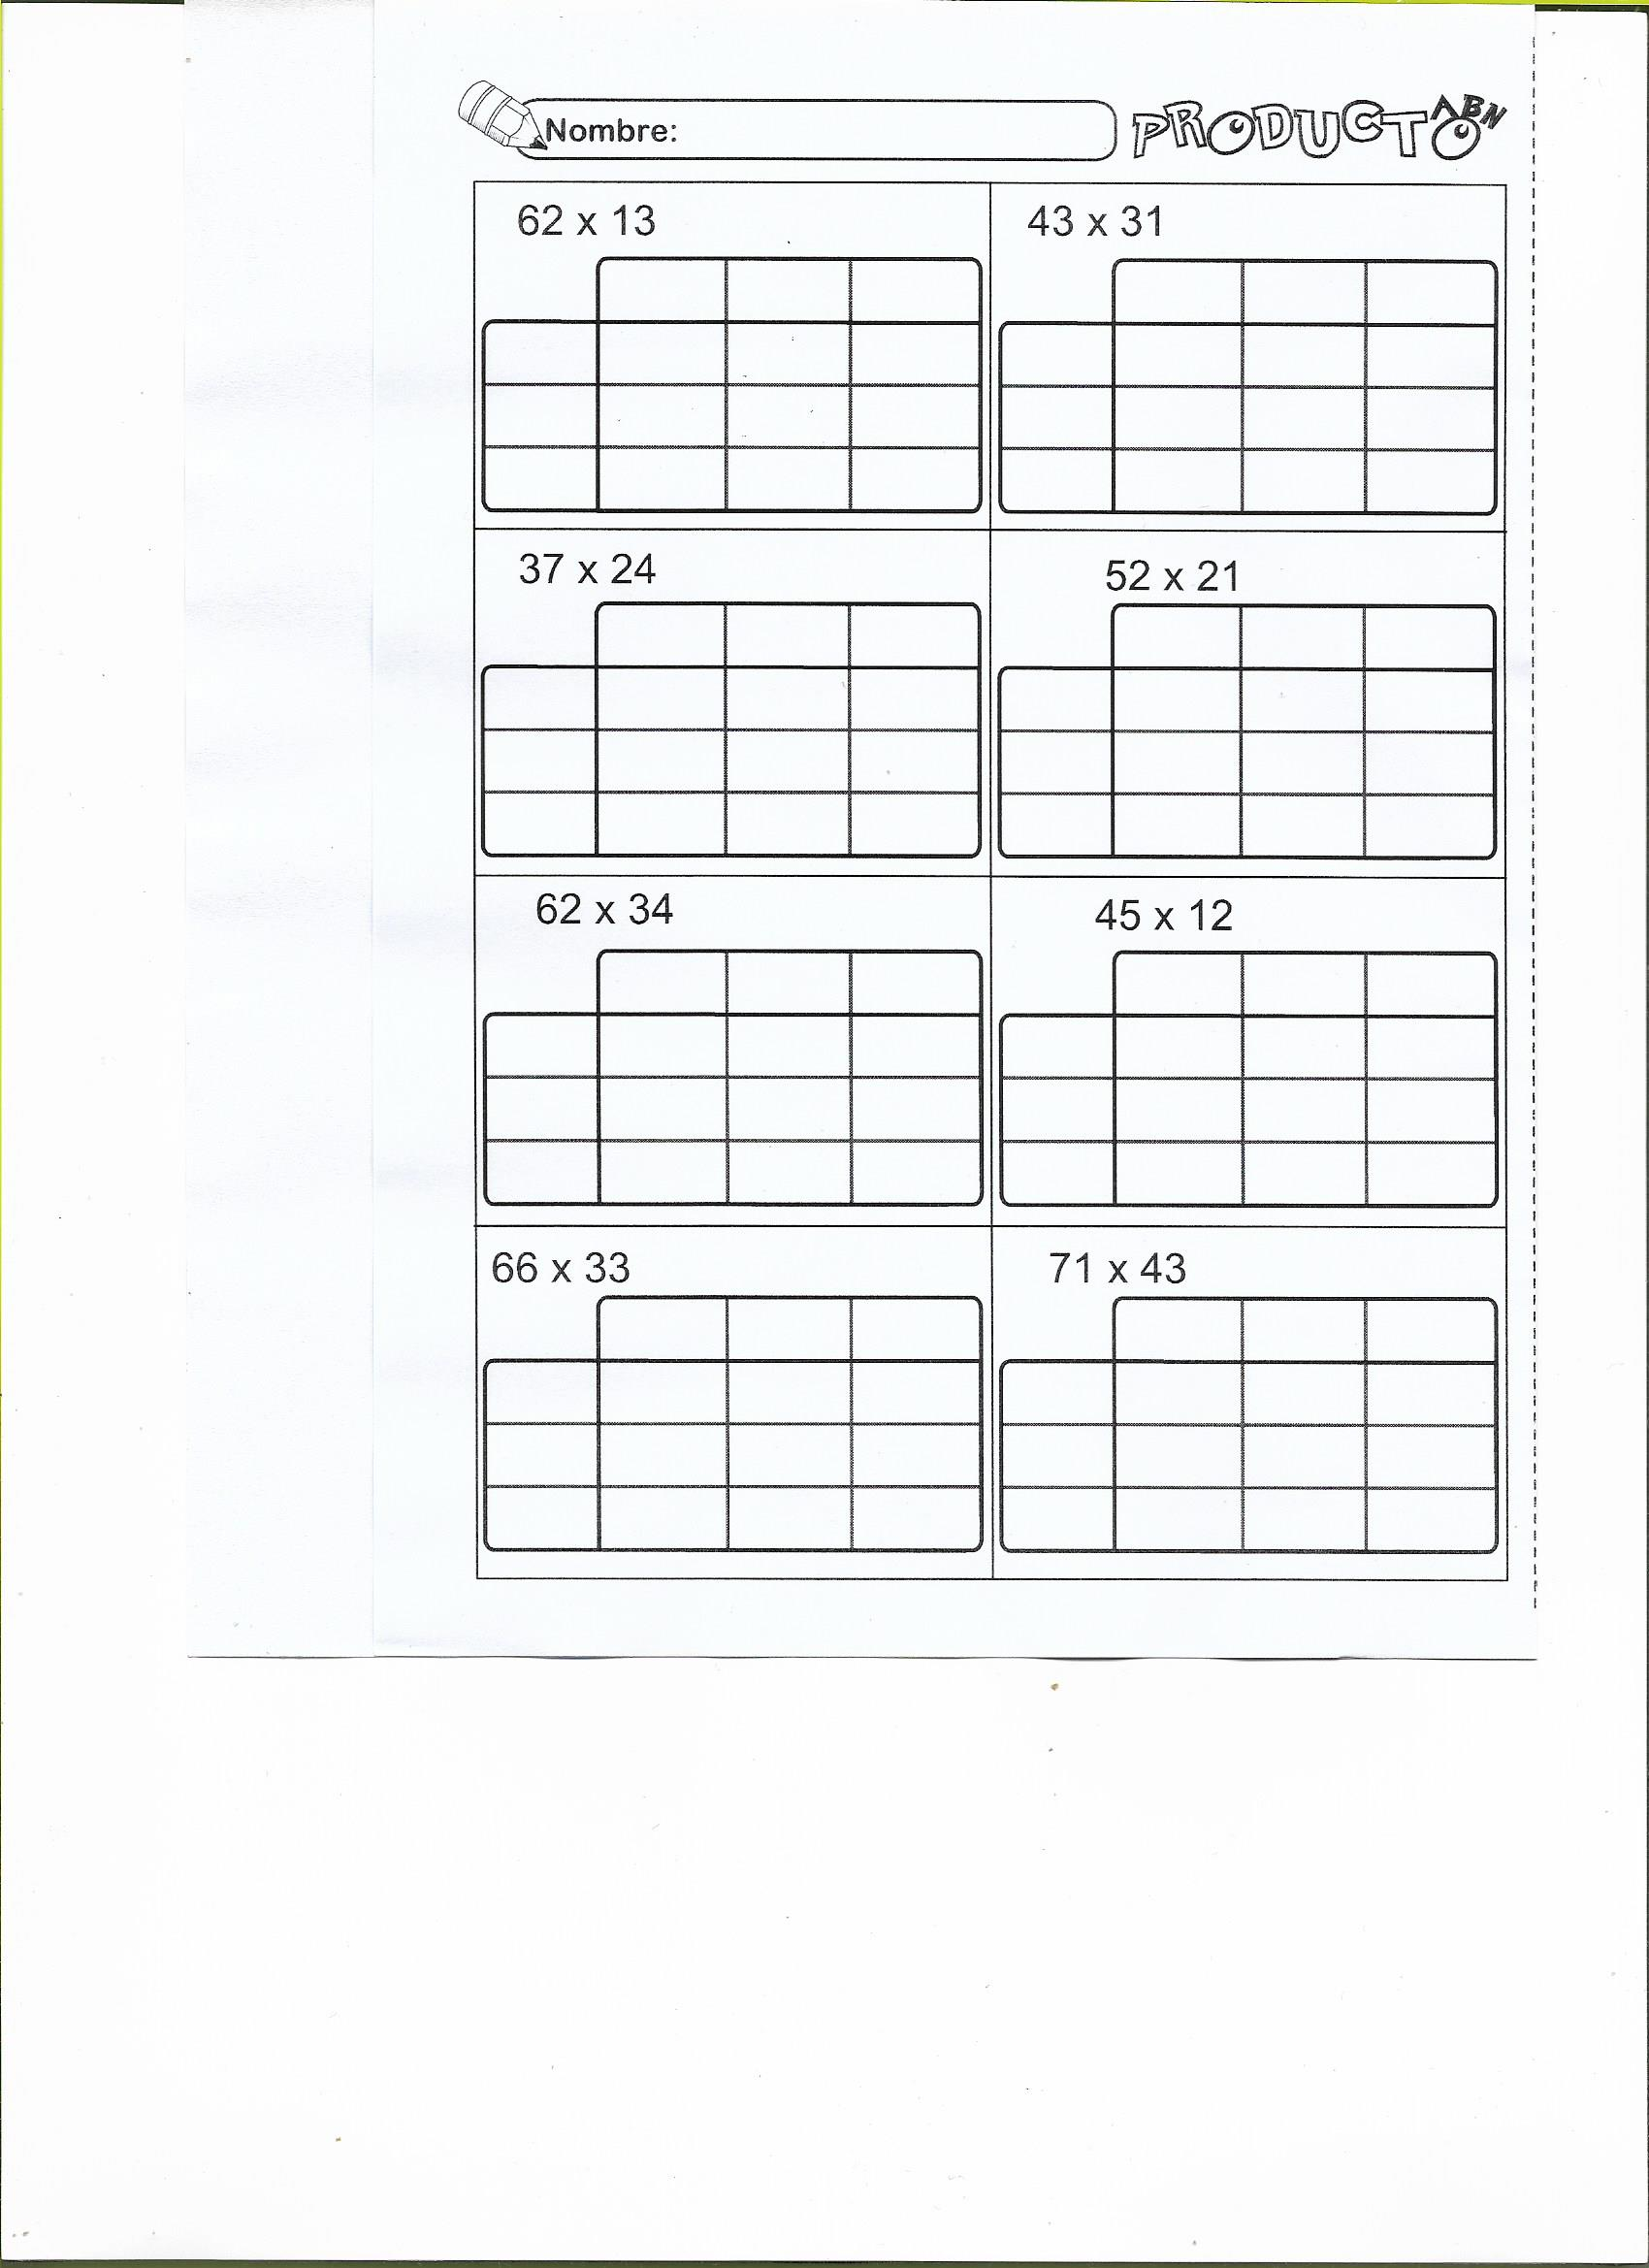 Nombre: PRODUCTO ABN
62 x 13
43 x 31
37 x 24
52 x 21
62 x 34
45 x 12
66 x 33
71 x 43